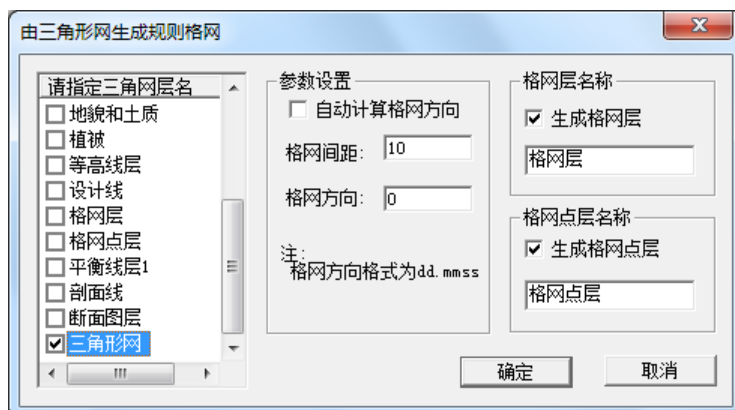 由三角形网生成规则格网
请指定三角网层名
地貌和土质
植被
等高线层
设计线
格网层
格网点层
平衡线层1
剖面线
断面图层
三角形网
参数设置
自动计算格网方向
格网间距: 10
格网方向: 0
注:
格网方向格式为dd.mmss
格网层名称
生成格网层
格网层
格网点层名称
生成格网点层
格网点层
确定
取消